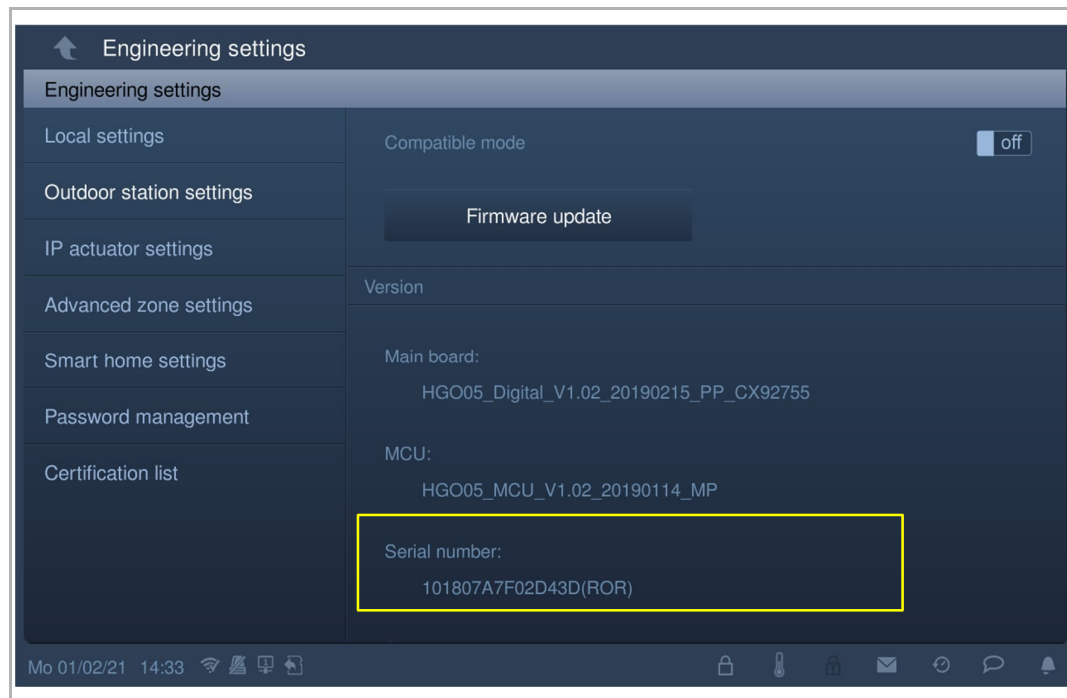 Engineering settings
Engineering settings
Local settings
Outdoor station settings
IP actuator settings
Advanced zone settings
Smart home settings
Password management
Certification list
Compatible mode
off
Firmware update
Version
Main board:
HGO05_Digital_V1.02_20190215_PP_CX92755
MCU:
HGO05_MCU_V1.02_20190114_MP
Serial number:
101807A7F02D43D(ROR)
Mo 01/02/21 14:33